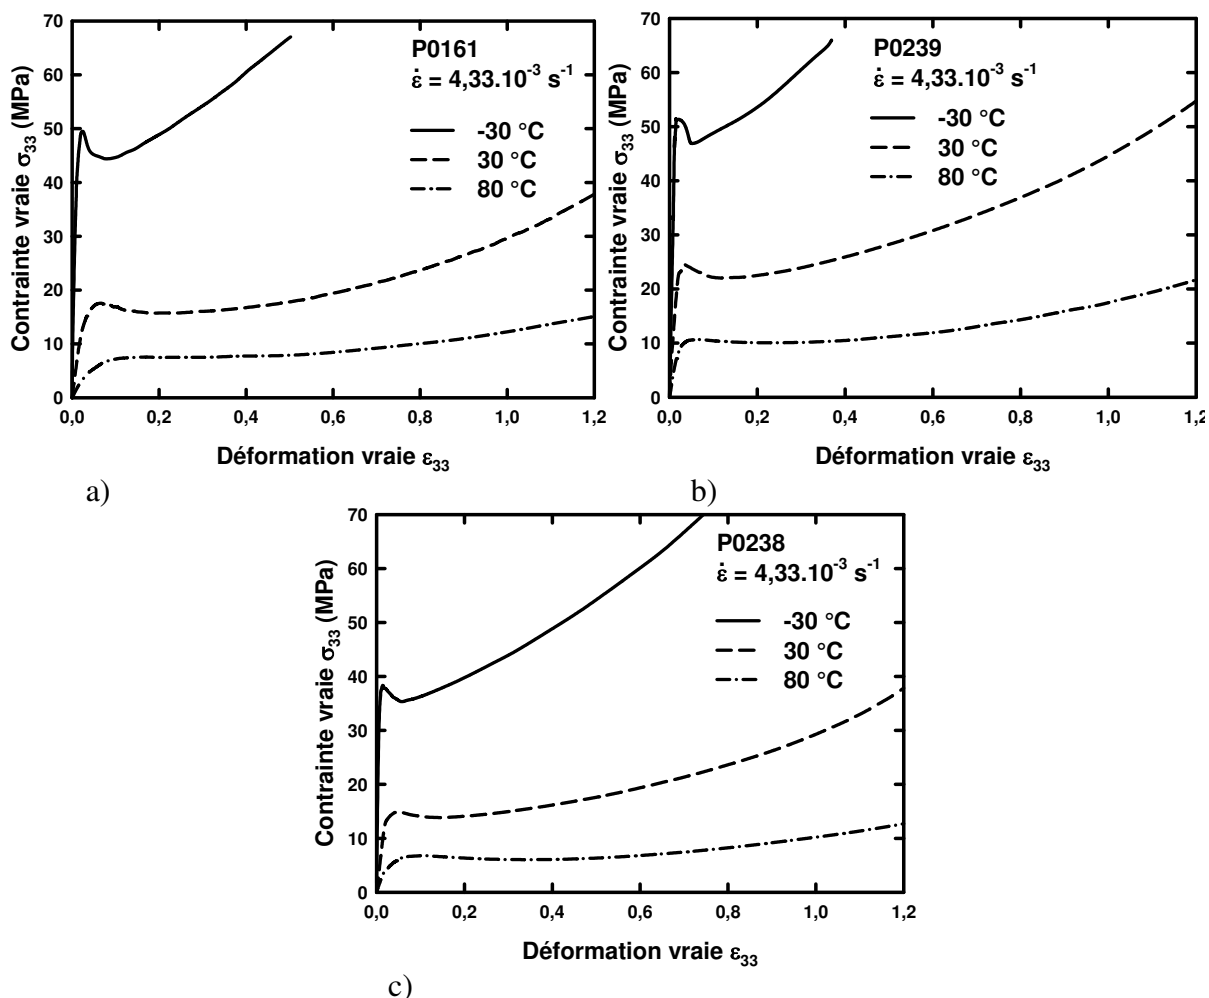 70
60
50
40
30
20
10
0
Contrainte vraie σ33 (MPa)
P0161
ε̇ = 4,33.10-3 s-1
-30 °C
30 °C
80 °C
0,0 0,2 0,4 0,6 0,8 1,0 1,2
Déformation vraie ε33
a)
70
60
50
40
30
20
10
0
Contrainte vraie σ33 (MPa)
P0239
ε̇ = 4,33.10-3 s-1
-30 °C
30 °C
80 °C
0,0 0,2 0,4 0,6 0,8 1,0 1,2
Déformation vraie ε33
b)
70
60
50
40
30
20
10
0
Contrainte vraie σ33 (MPa)
P0238
ε̇ = 4,33.10-3 s-1
-30 °C
30 °C
80 °C
0,0 0,2 0,4 0,6 0,8 1,0 1,2
Déformation vraie ε33
c)